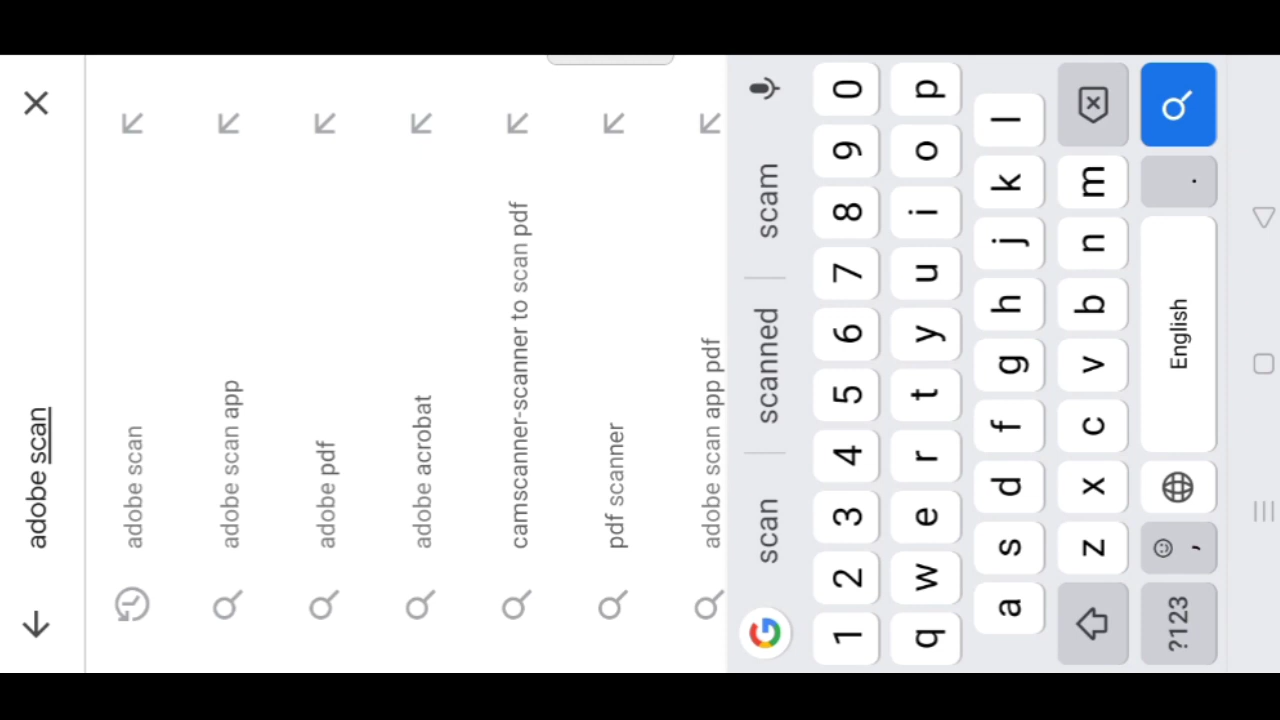 adobe scan
adobe scan
adobe scan app
adobe pdf
adobe acrobat
camscanner-scanner to scan pdf
pdf scanner
adobe scan app pdf
scan scanned scam
1 2 3 4 5 6 7 8 9 0
q w e r t y u i o p
a s d f g h j k l
z x c v b n m
?123 , English .